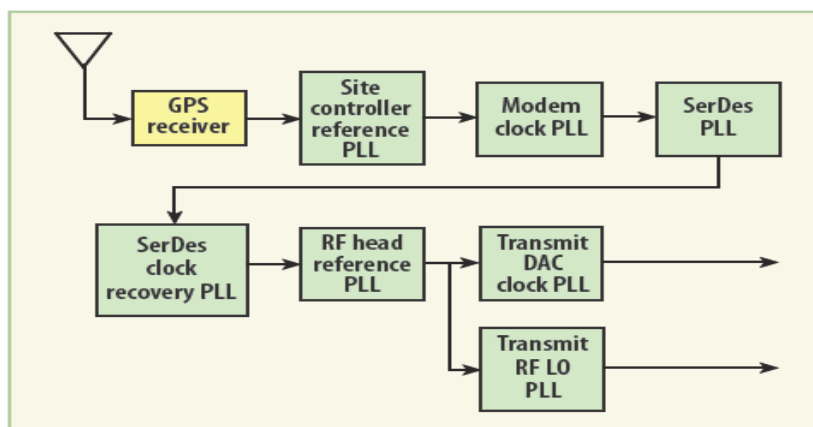 GPS
receiver
Site
controller
reference
PLL
Modem
clock PLL
SerDes
PLL
SerDes
clock
recovery PLL
RF head
reference
PLL
Transmit
DAC
clock PLL
Transmit
RF LO
PLL